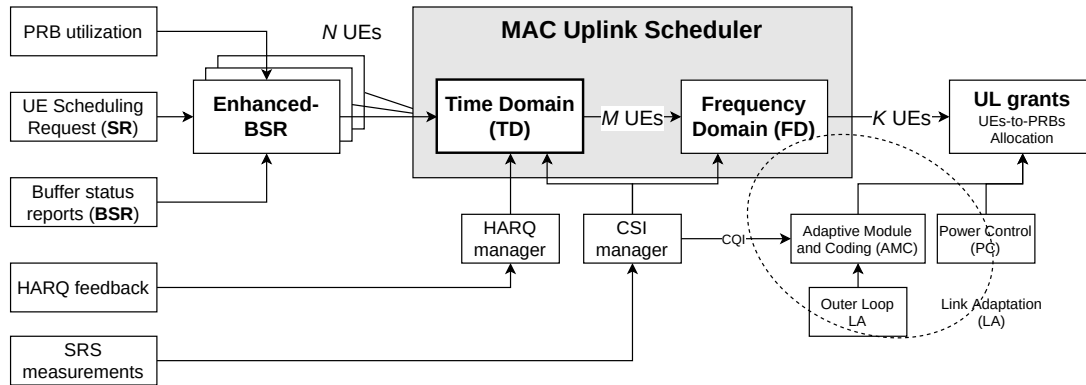 PRB utilization
N UEs
MAC Uplink Scheduler
UE Scheduling
Request (SR)
Enhanced-
BSR
Time Domain
(TD)
M UEs
Frequency
Domain (FD)
K UEs
UL grants
UEs-to-PRBs
Allocation
Buffer status
reports (BSR)
HARQ
manager
CSI
manager
CQI
Adaptive Module
and Coding (AMC)
Power Control
(PC)
HARQ feedback
Outer Loop
LA
Link Adaptation
(LA)
SRS
measurements